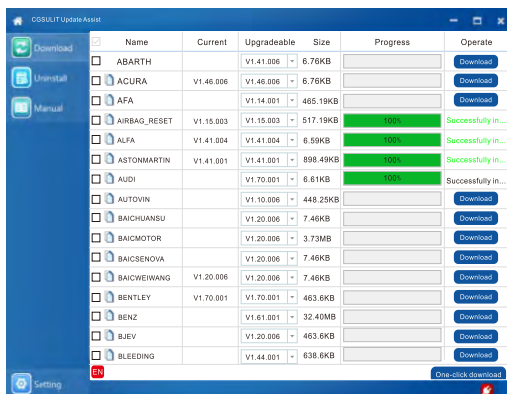 CGSULIT Update Assist
Download
Uninstall
Manual
Name Current Upgradeable Size Progress Operate
ABARTH V1.41.006 6.76KB Download
ACURA V1.46.006 V1.46.006 6.76KB Download
AFA V1.14.001 465.19KB Download
AIRBAG_RESET V1.15.003 V1.15.003 517.19KB 100% Successfully in...
ALFA V1.41.004 V1.41.004 6.59KB 100% Successfully in...
ASTONMARTIN V1.41.001 V1.41.001 898.49KB 100% Successfully in...
AUDI V1.70.001 6.61KB 100% Successfully in...
AUTOVIN V1.10.006 448.25KB Download
BAICHUANSU V1.20.006 7.46KB Download
BAICMOTOR V1.20.006 3.73MB Download
BAICSENOVA V1.20.006 7.46KB Download
BAICWEIWANG V1.20.006 V1.20.006 7.46KB Download
BENTLEY V1.70.001 V1.70.001 463.6KB Download
BENZ V1.61.001 32.40MB Download
BJEV V1.20.006 463.6KB Download
BLEEDING V1.44.001 638.6KB Download
EN One-click download
Setting